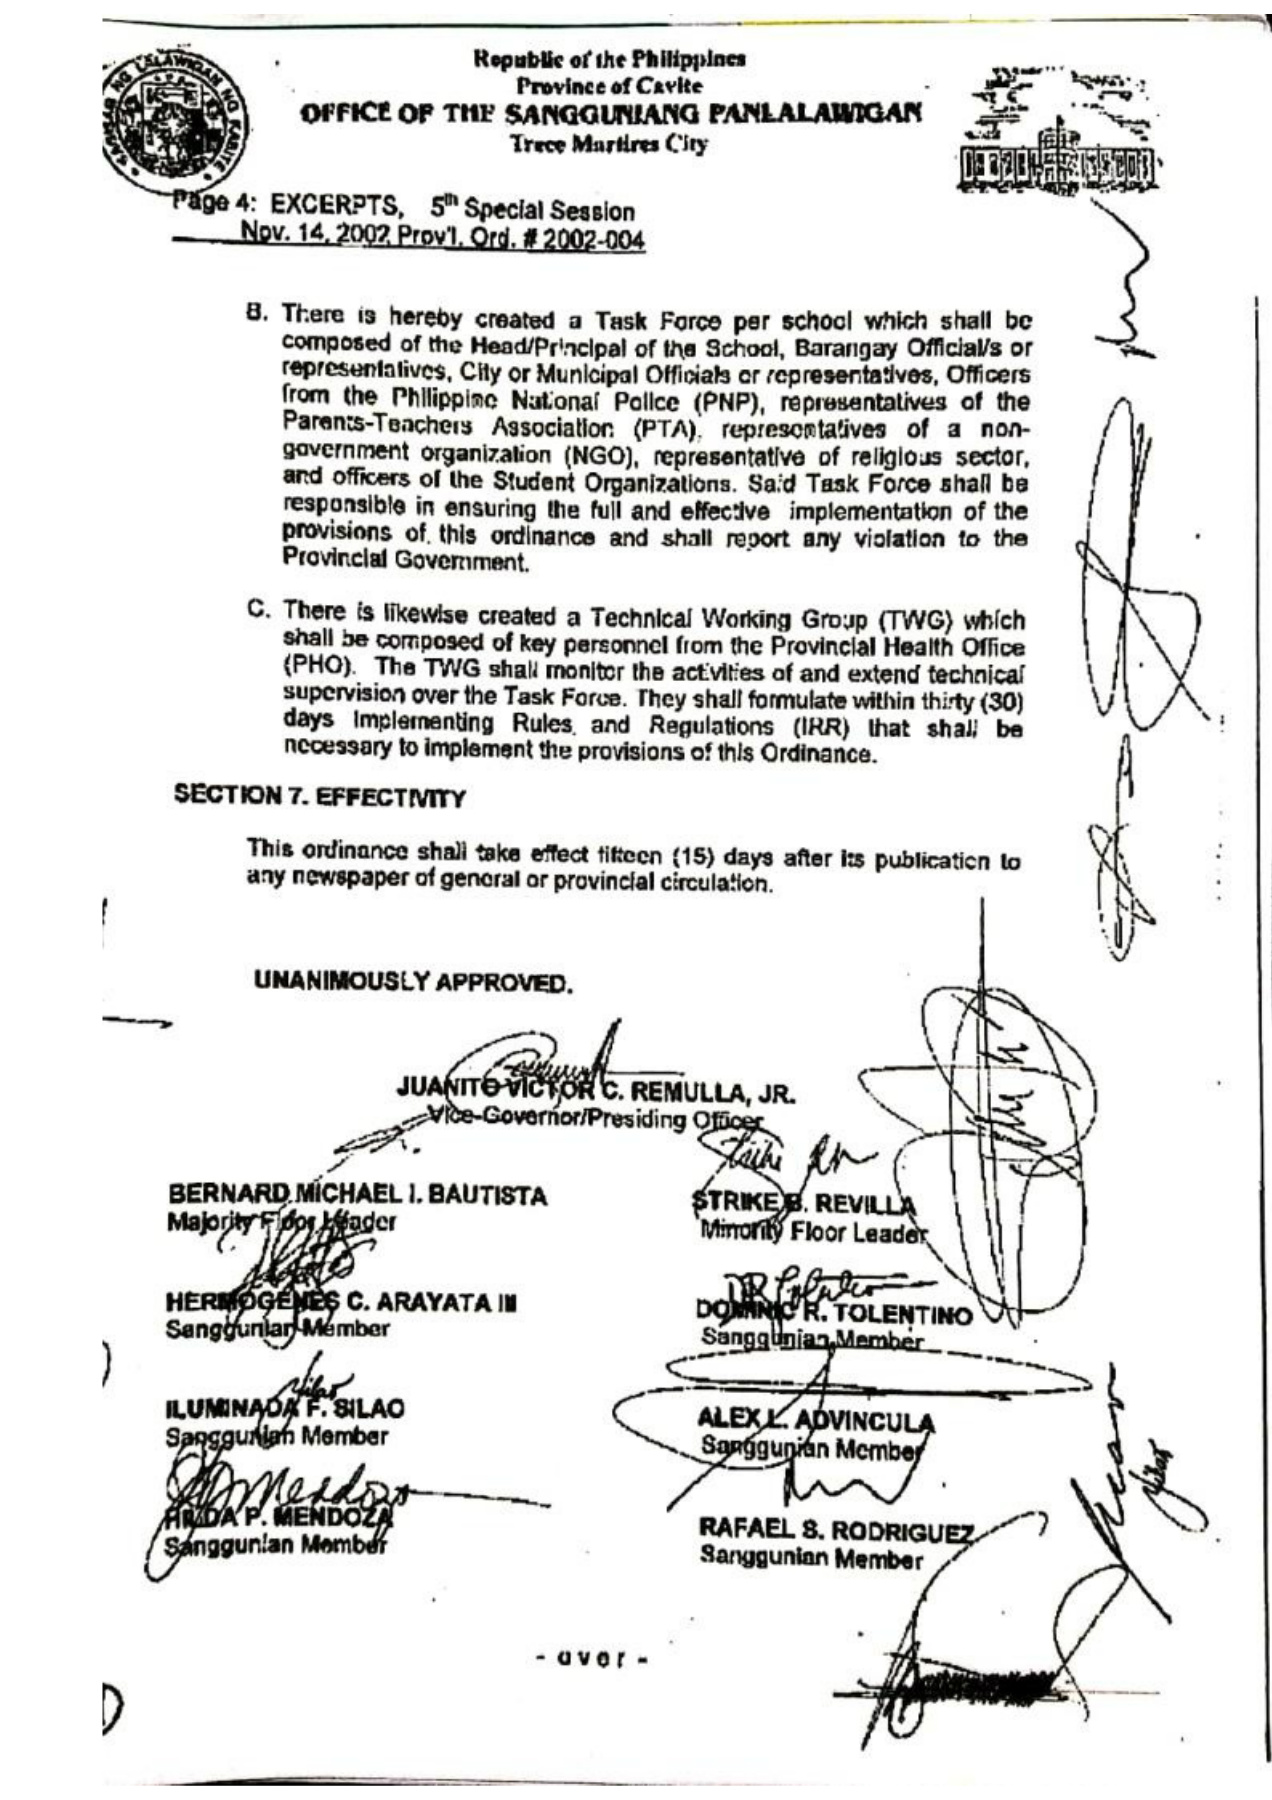 Republic of the Philippines
Province of Cavite
OFFICE OF THE SANGGUNIANG PANLALAWIGAN
Trece Martires City
Page 4: EXCERPTS, 5th Special Session
Nov. 14, 2002 Prov'l. Ord. # 2002-004
B. There is hereby created a Task Force per school which shall be
composed of the Head/Principal of the School, Barangay Official/s or
representatives, City or Municipal Officials or representatives, Officers
from the Philippine National Police (PNP), representatives of the
Parents-Teachers Association (PTA), representatives of a non-
government organization (NGO), representative of religious sector,
and officers of the Student Organizations. Said Task Force shall be
responsible in ensuring the full and effective implementation of the
provisions of this ordinance and shall report any violation to the
Provincial Government.
C. There is likewise created a Technical Working Group (TWG) which
shall be composed of key personnel from the Provincial Health Office
(PHO). The TWG shall monitor the activities of and extend technical
supervision over the Task Force. They shall formulate within thirty (30)
days Implementing Rules and Regulations (IRR) that shall be
necessary to implement the provisions of this Ordinance.
SECTION 7. EFFECTIVITY
This ordinance shall take effect fifteen (15) days after its publication to
any newspaper of general or provincial circulation.
UNANIMOUSLY APPROVED.
JUANITO VICTOR C. REMULLA, JR.
Vice-Governor/Presiding Officer
BERNARD MICHAEL I. BAUTISTA
Majority Floor Leader
STRIKE B. REVILLA
Minority Floor Leader
HERMOGENES C. ARAYATA III
Sanggunian Member
DOMINIC R. TOLENTINO
Sanggunian Member
ILUMINADA F. SILAO
Sanggunian Member
ALEX L. ADVINCULA
Sanggunian Member
HILDA P. MENDOZA
Sanggunian Member
RAFAEL S. RODRIGUEZ
Sanggunian Member
- over -